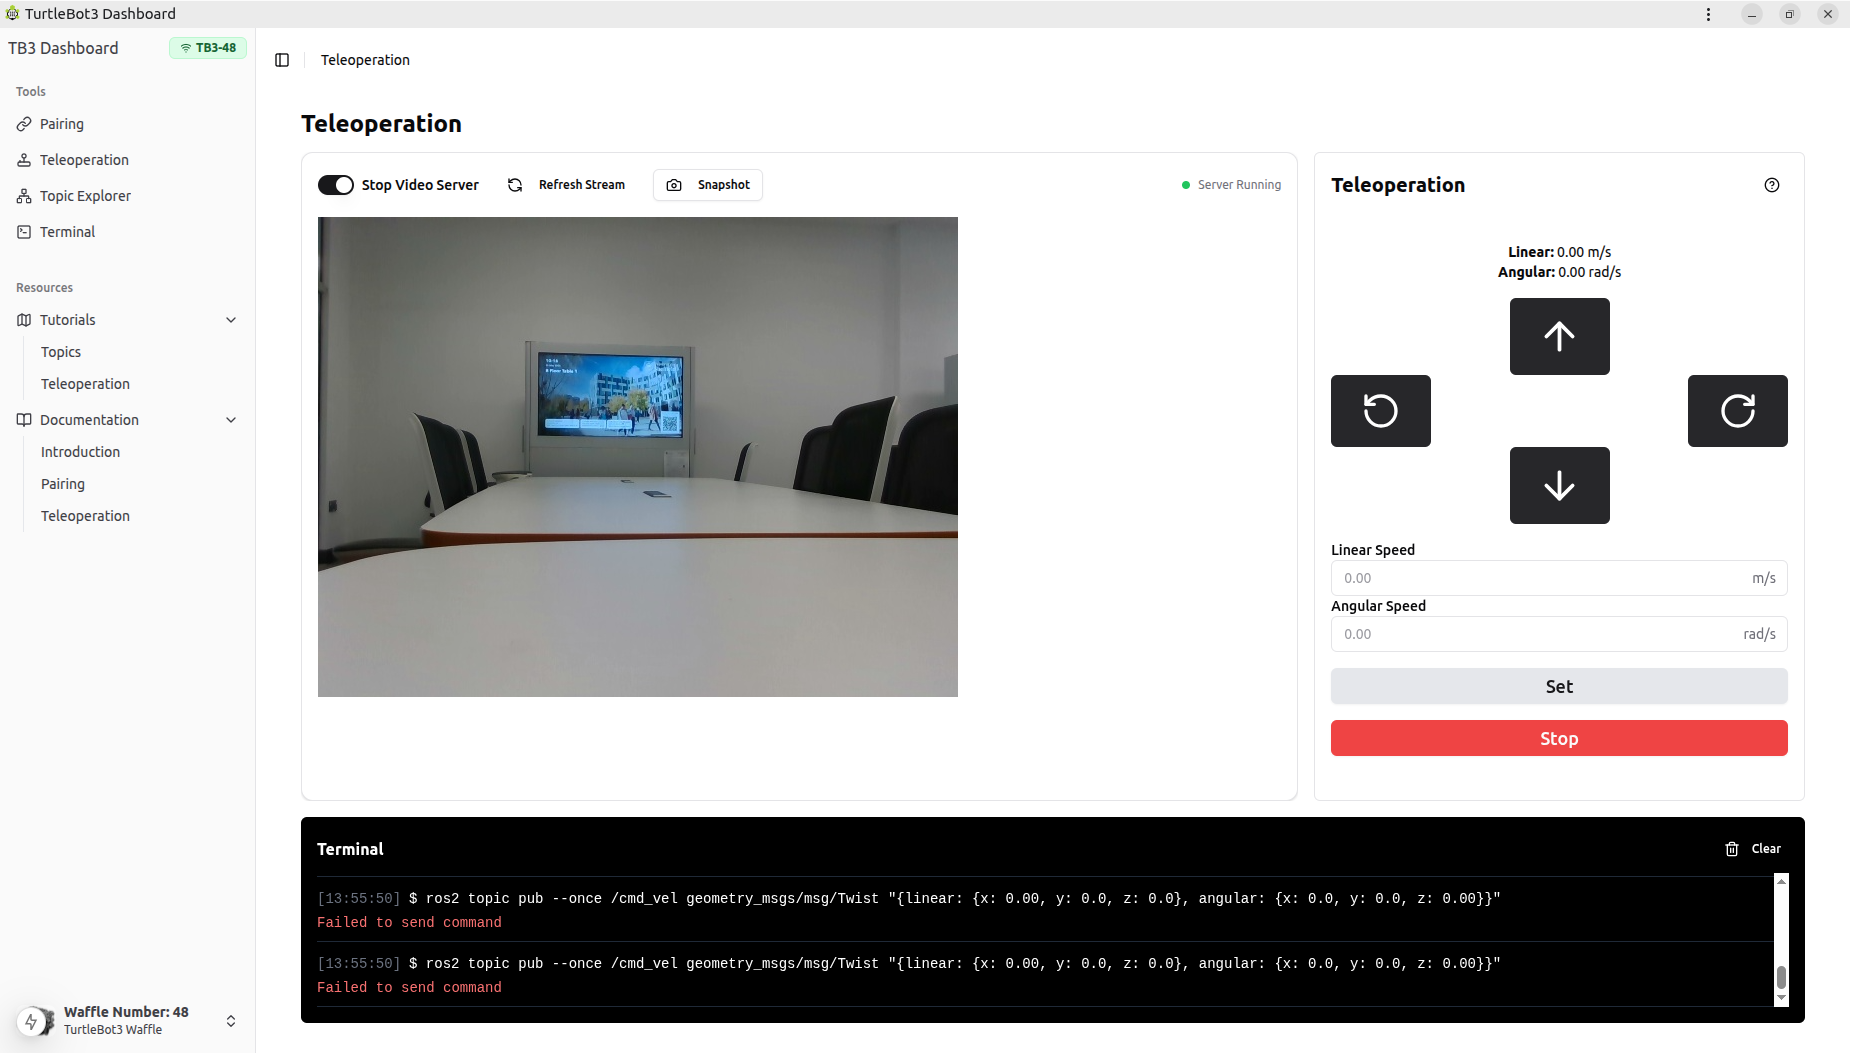 TurtleBot3 Dashboard
TB3 Dashboard
TB3-48
Tools
Pairing
Teleoperation
Topic Explorer
Terminal
Resources
Tutorials
Topics
Teleoperation
Documentation
Introduction
Pairing
Teleoperation
Waffle Number: 48
TurtleBot3 Waffle
Teleoperation
Teleoperation
Stop Video Server
Refresh Stream
Snapshot
Server Running
Teleoperation
Linear: 0.00 m/s
Angular: 0.00 rad/s
Linear Speed
0.00 m/s
Angular Speed
0.00 rad/s
Set
Stop
Terminal
Clear
[13:55:50] $ ros2 topic pub --once /cmd_vel geometry_msgs/msg/Twist "{linear: {x: 0.00, y: 0.0, z: 0.0}, angular: {x: 0.0, y: 0.0, z: 0.00}}"
Failed to send command
[13:55:50] $ ros2 topic pub --once /cmd_vel geometry_msgs/msg/Twist "{linear: {x: 0.00, y: 0.0, z: 0.0}, angular: {x: 0.0, y: 0.0, z: 0.00}}"
Failed to send command